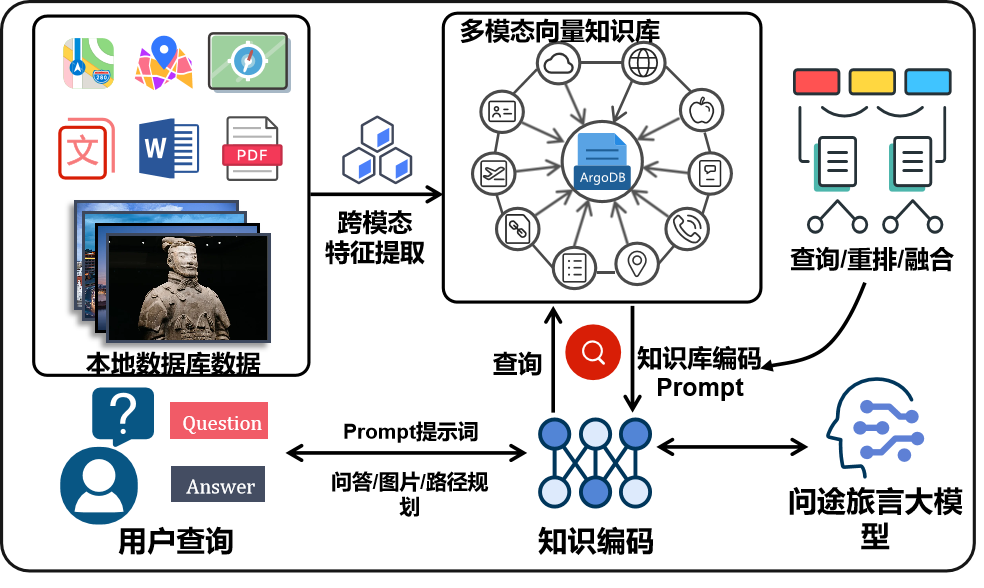 280
文
W
PDF
本地数据库数据
跨模态
特征提取
多模态向量知识库
ArgoDB
查询/重排/融合
查询
知识库编码
Prompt
Question
Answer
用户查询
Prompt提示词
问答/图片/路径规
划
知识编码
问途旅言大模
型